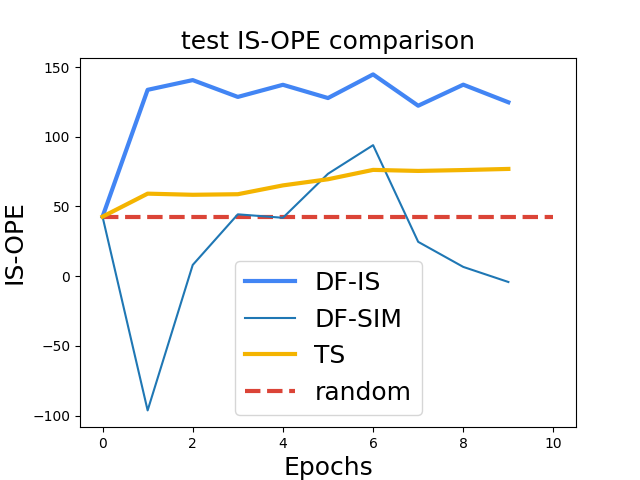 test IS-OPE comparison
IS-OPE
150
100
50
0
−50
−100
DF-IS
DF-SIM
TS
random
0 2 4 6 8 10
Epochs